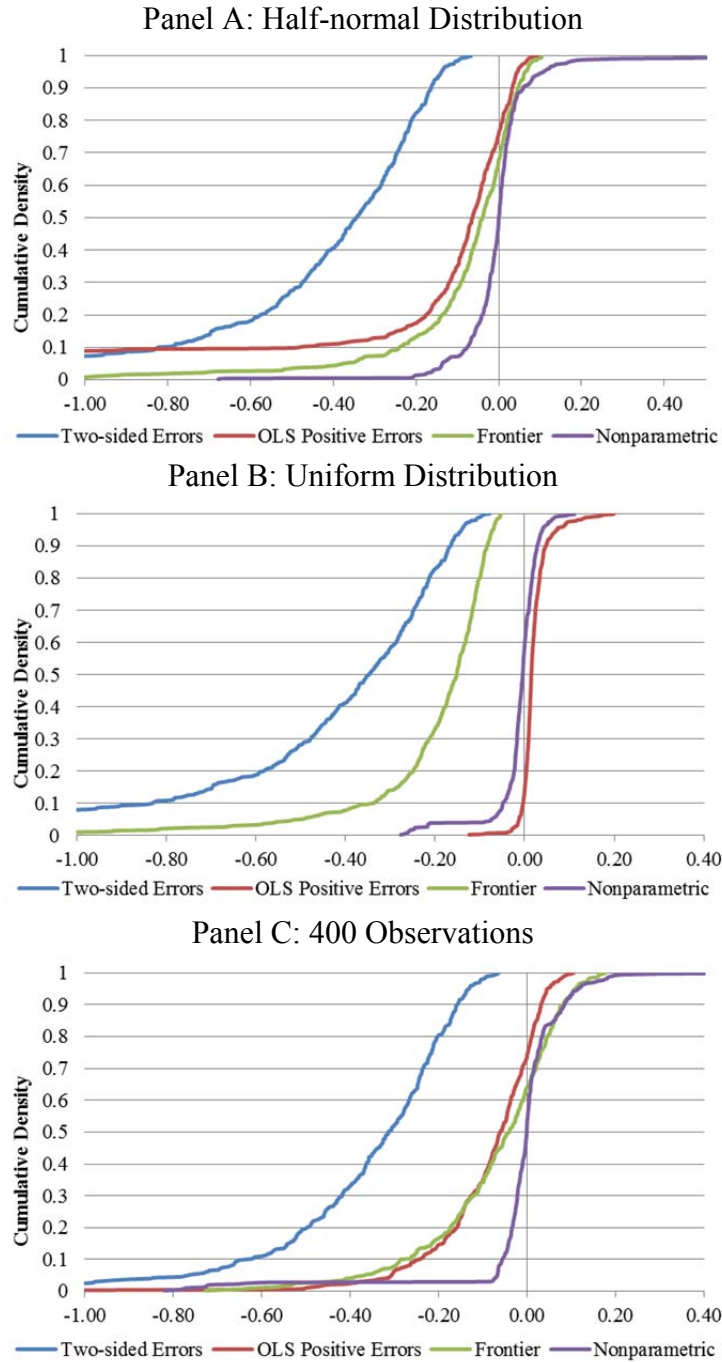 Panel A: Half-normal Distribution
1
0.9
0.8
0.7
0.6
0.5
0.4
0.3
0.2
0.1
0
Cumulative Density
-1.00 -0.80 -0.60 -0.40 -0.20 0.00 0.20 0.40
Two-sided Errors OLS Positive Errors Frontier Nonparametric
Panel B: Uniform Distribution
1
0.9
0.8
0.7
0.6
0.5
0.4
0.3
0.2
0.1
0
Cumulative Density
-1.00 -0.80 -0.60 -0.40 -0.20 0.00 0.20 0.40
Two-sided Errors OLS Positive Errors Frontier Nonparametric
Panel C: 400 Observations
1
0.9
0.8
0.7
0.6
0.5
0.4
0.3
0.2
0.1
0
Cumulative Density
-1.00 -0.80 -0.60 -0.40 -0.20 0.00 0.20 0.40
Two-sided Errors OLS Positive Errors Frontier Nonparametric